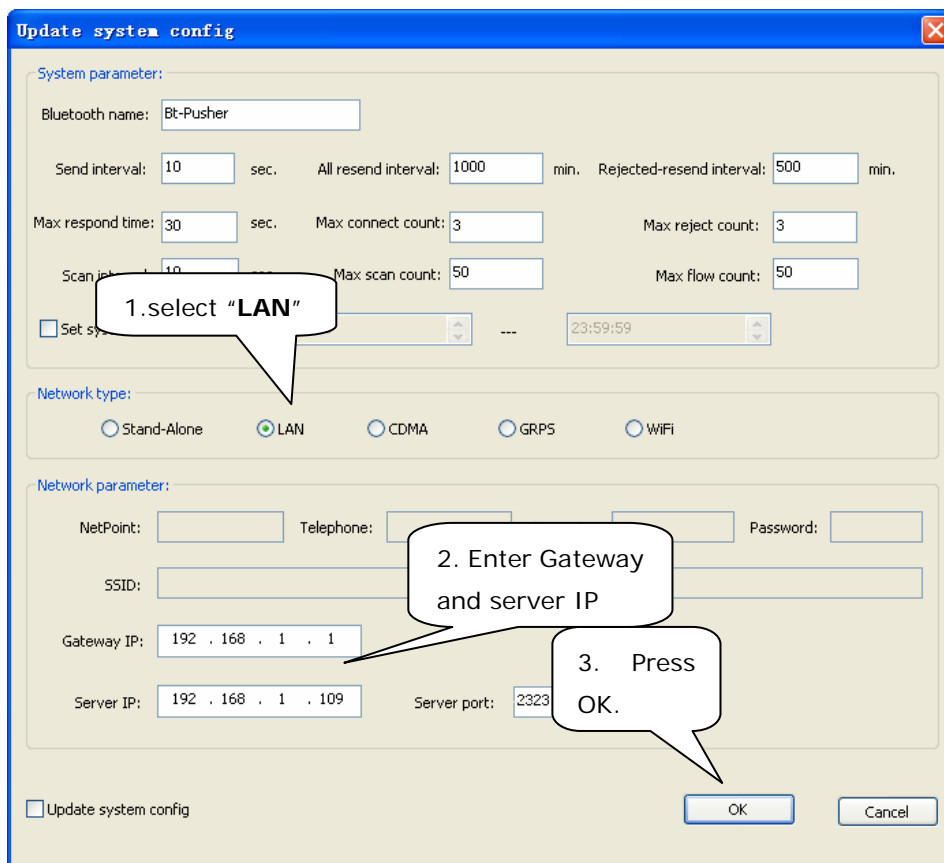 Update system config
System parameter:
Bluetooth name: Bt-Pusher
Send interval: 10 sec. All resend interval: 1000 min. Rejected-resend interval: 500 min.
Max respond time: 30 sec. Max connect count: 3 Max reject count: 3
Scan Max scan count: 50 Max flow count: 50
1.select “LAN”
Set --- 23:59:59
Network type:
Stand-Alone LAN CDMA GRPS WiFi
Network parameter:
NetPoint: Telephone: Password:
2. Enter Gateway
and server IP
SSID:
Gateway IP: 192 . 168 . 1 . 1
3. Press
OK.
Server IP: 192 . 168 . 1 . 109 Server port: 2323
Update system config OK Cancel